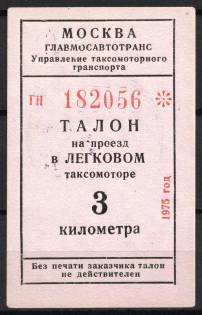 МОСКВА
ГЛАВМОСАВТОТРАНС
Управление таксомоторного
транспорта
ГН 182056
ТАЛОН
на проезд
в ЛЕГКОВОМ
таксомоторе
3
километра
1975 год
Без печати заказчика талон
не действителен